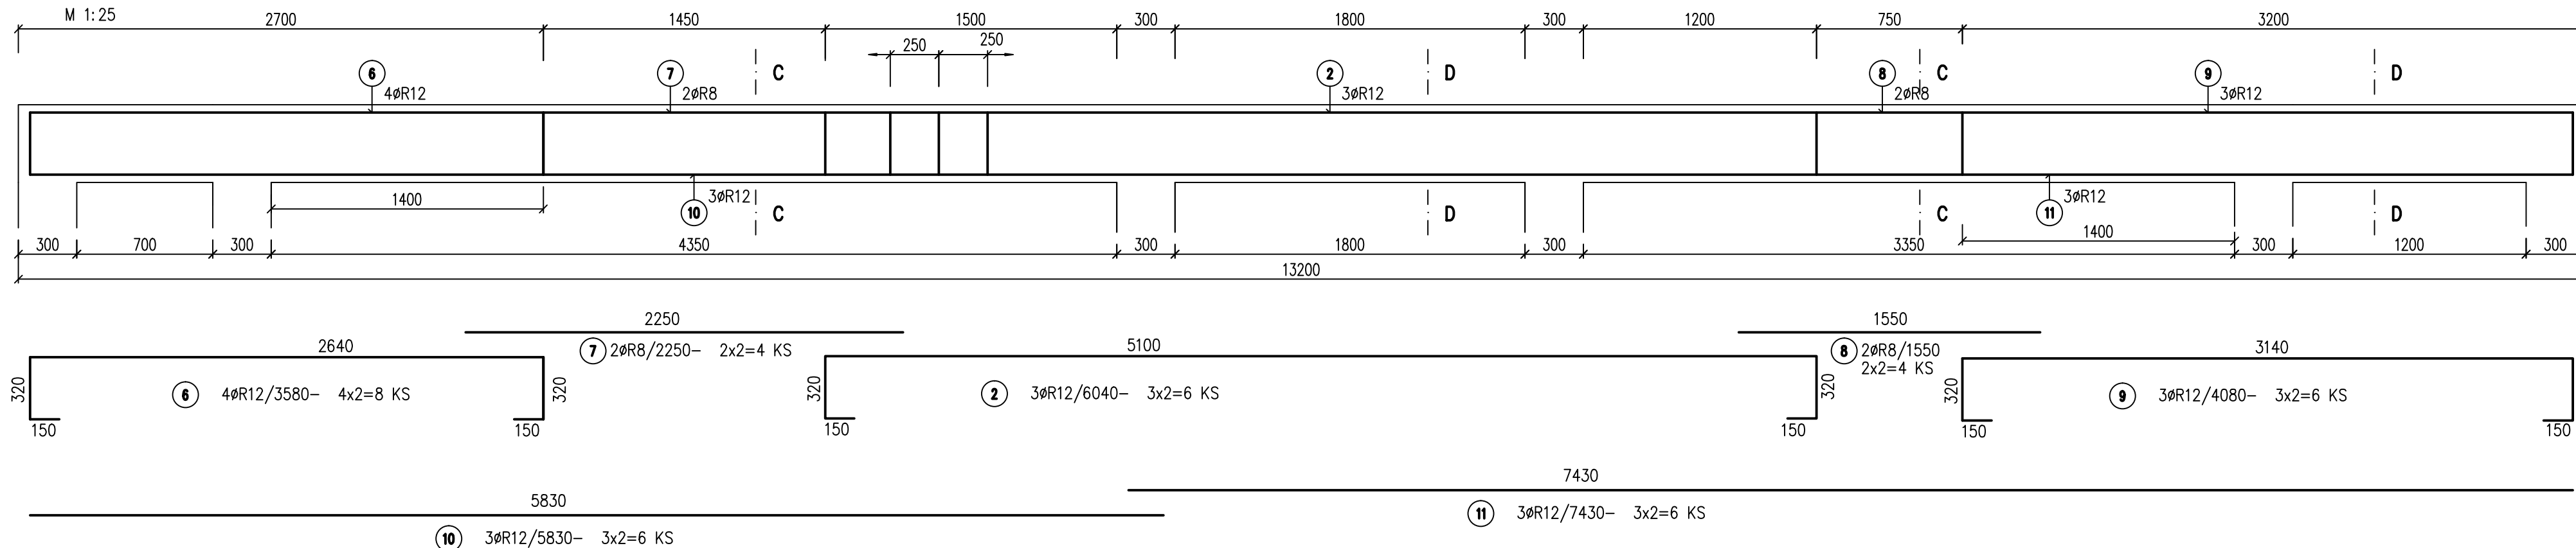 M 1:25
2700 1450 1500 300 1800 300 1200 750 3200
250 250
6 7 C 2 D 8 C 9 D
4øR12 2øR8 3øR12 2øR8 3øR12
1400 10 3øR12 C D C 11 3øR12 D
1400
300 700 300 4350 300 1800 300 3350 300 1200 300
13200
2250 1550
2640 7 2øR8/2250- 2x2=4 KS 5100 8 2øR8/1550 3140
2x2=4 KS
320 6 4øR12/3580- 4x2=8 KS 320 320 2 3øR12/6040- 3x2=6 KS 320 320 9 3øR12/4080- 3x2=6 KS
150 150 150 150 150 150
7430
5830
11 3øR12/7430- 3x2=6 KS
10 3øR12/5830- 3x2=6 KS